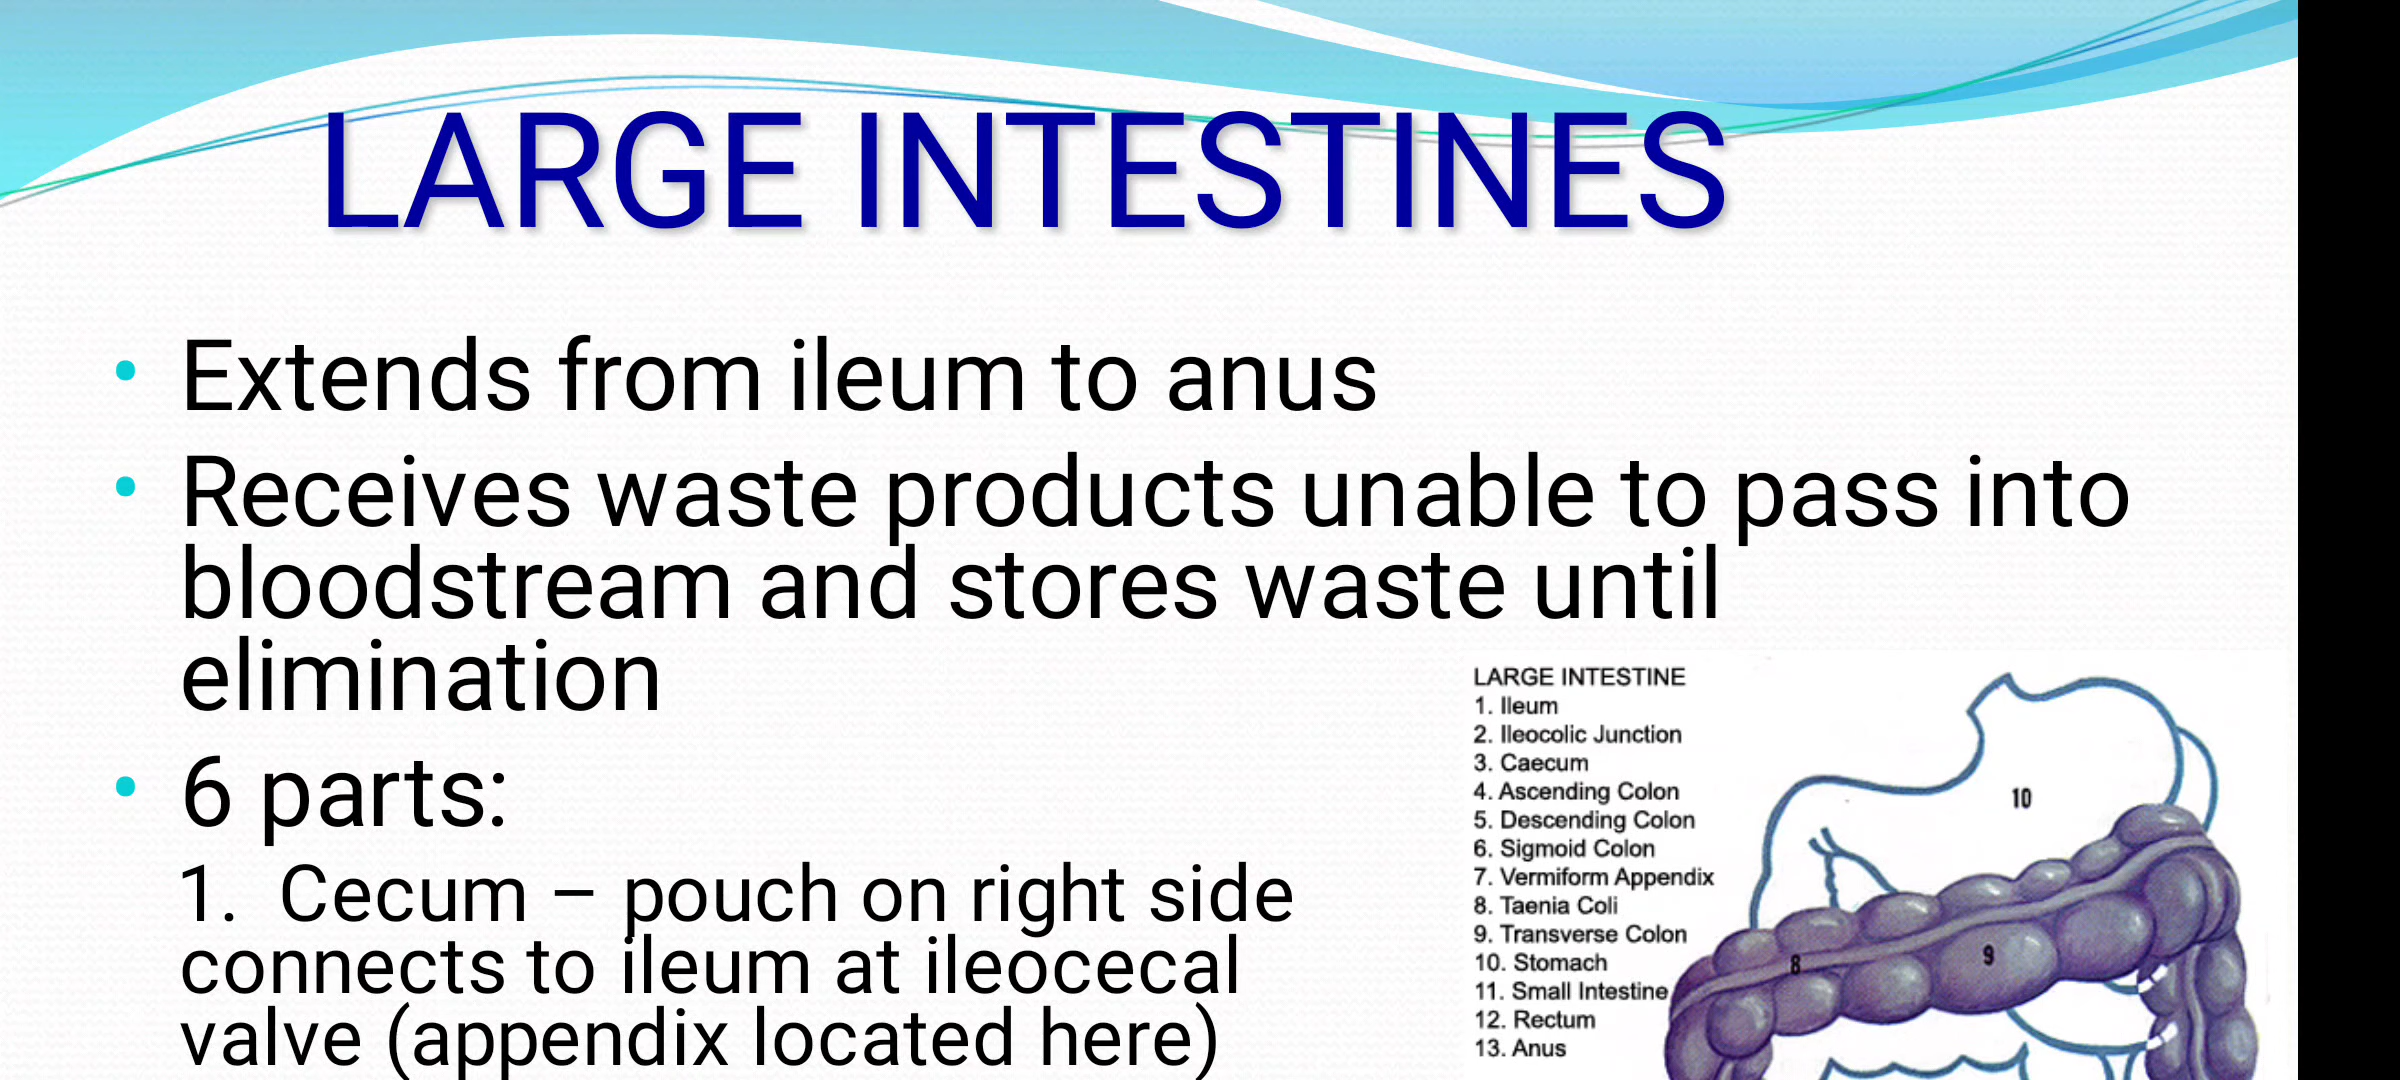 LARGE INTESTINES
• Extends from ileum to anus
• Receives waste products unable to pass into
bloodstream and stores waste until
elimination
• 6 parts:
1. Cecum – pouch on right side
connects to ileum at ileocecal
valve (appendix located here)
LARGE INTESTINE
1. Ileum
2. Ileocolic Junction
3. Caecum
4. Ascending Colon
5. Descending Colon
6. Sigmoid Colon
7. Vermiform Appendix
8. Taenia Coli
9. Transverse Colon
10. Stomach
11. Small Intestine
12. Rectum
13. Anus
10
9
8